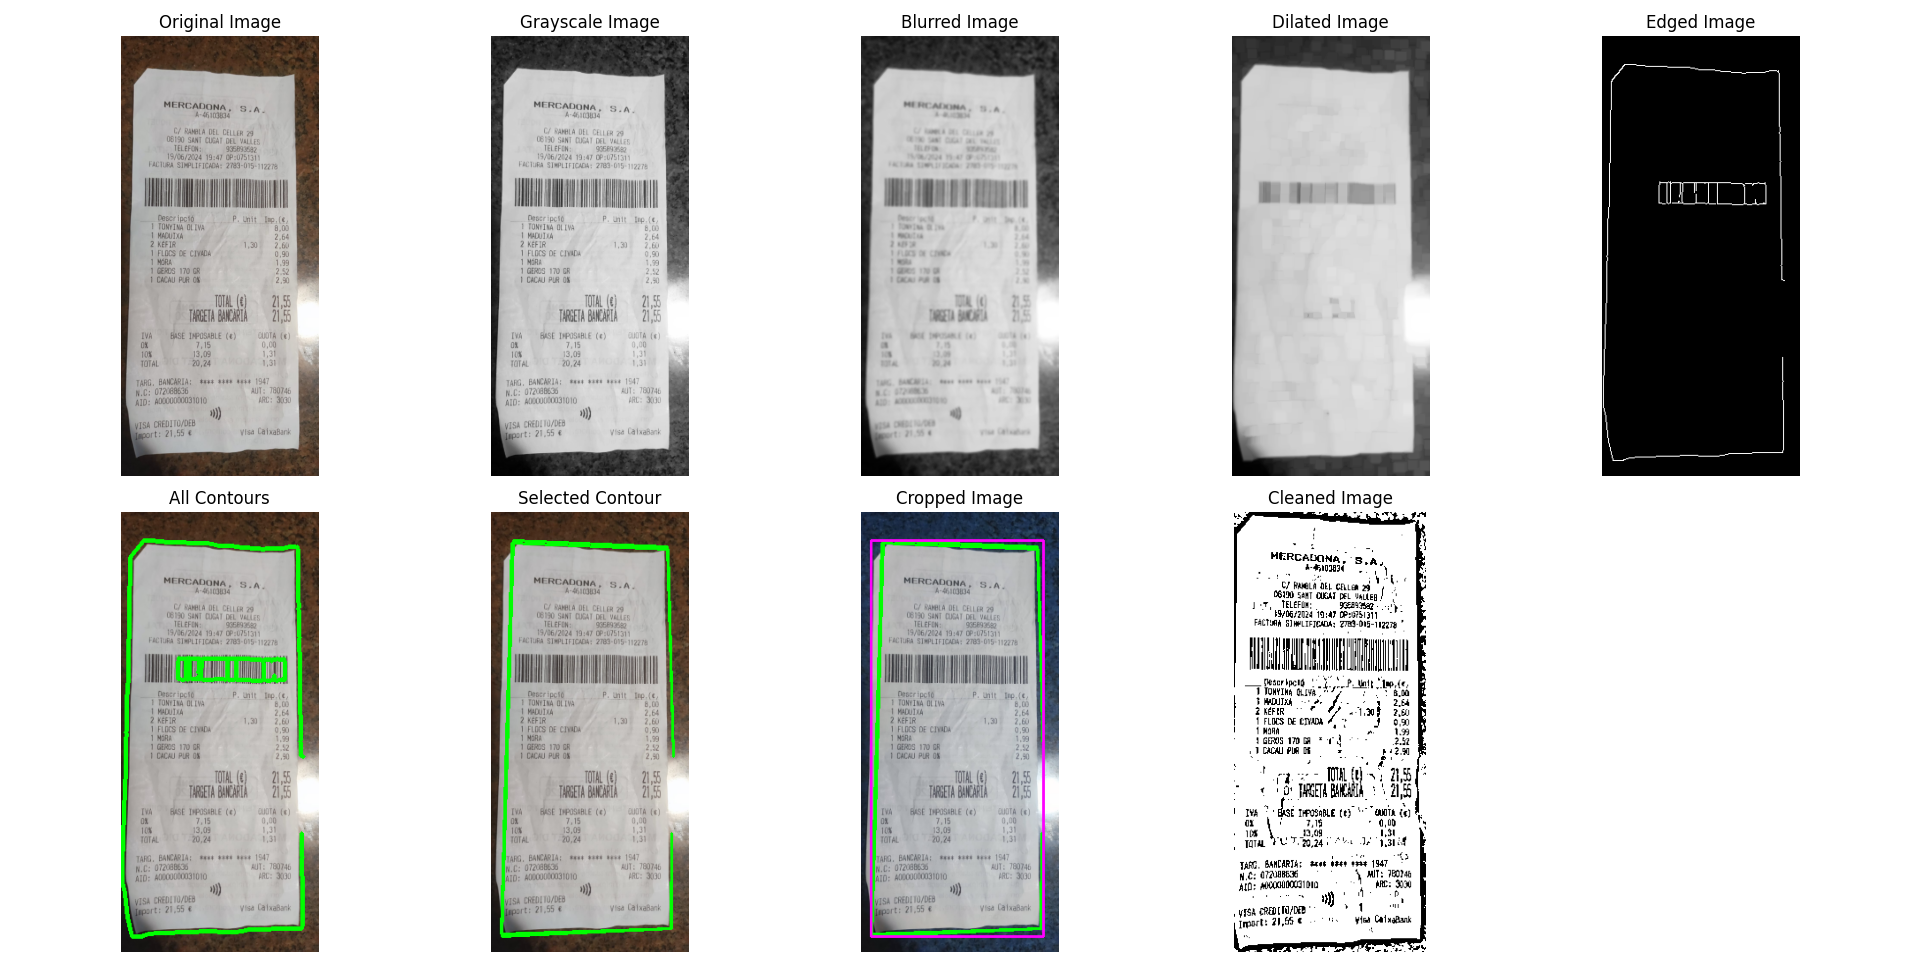 Original Image
Grayscale Image
Blurred Image
Dilated Image
Edged Image
MERCADONA, S.A.
A-46103834
C/ RAMBLA DEL CELLER 29
08190 SANT CUGAT DEL VALLES
TELÈFON: 935893582
19/06/2024 19:47 OP:0751311
FACTURA SIMPLIFICADA: 2783-015-112278
Descripció P. Unit Imp.(€)
1 TONYINA OLIVA 8,00
1 MADUIXA 2,64
2 KÉFIR 1,30 2,60
1 FLOCS DE CIVADA 0,90
1 MORA 1,99
1 GEROS 170 GR 2,52
1 CACAU PUR 0% 2,90
TOTAL (€) 21,55
TARGETA BANCÀRIA 21,55
IVA BASE IMPOSABLE (€) QUOTA (€)
0% 7,15 0,00
10% 13,09 1,31
TOTAL 20,24 1,31
TARG. BANCÀRIA: **** **** **** 1947
N.C: 072088636 AUT: 780746
AID: A0000000031010 ARC: 3030
VISA CREDITO/DEB
Import: 21,55 € Visa CaixaBank
All Contours
Selected Contour
Cropped Image
Cleaned Image